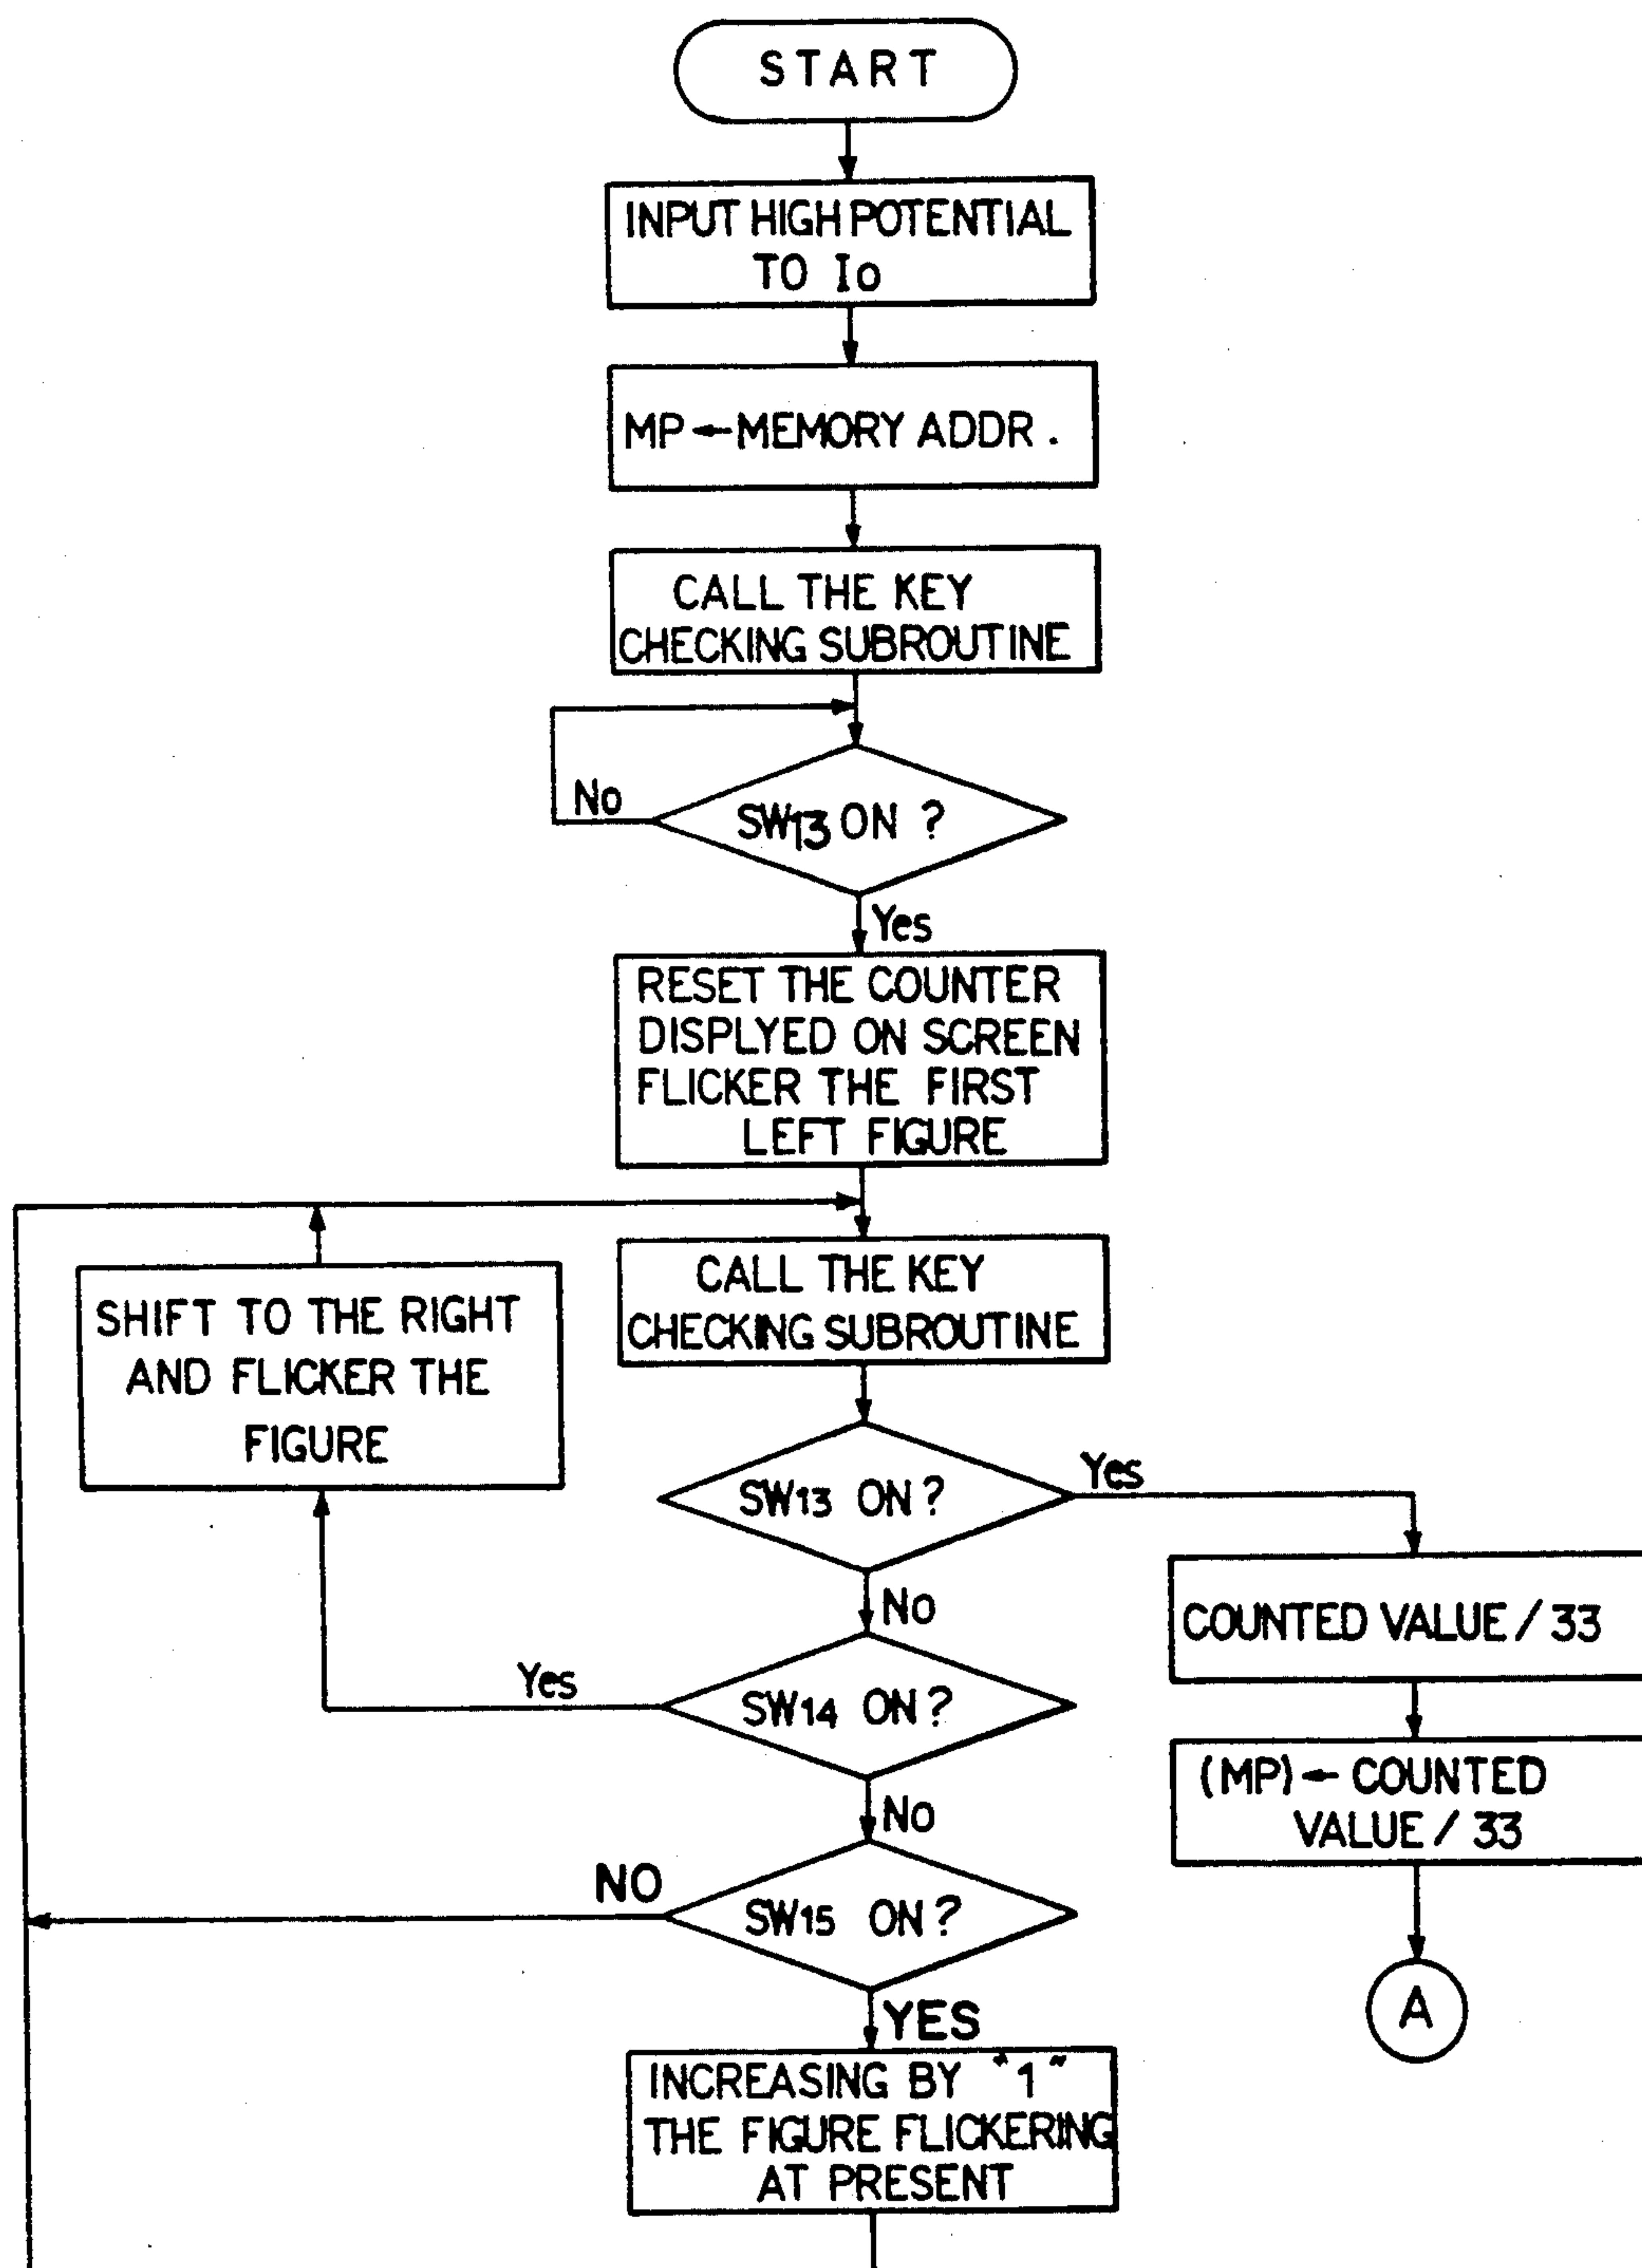 START
INPUT HIGH POTENTIAL
TO Io
MP←MEMORY ADDR.
CALL THE KEY
CHECKING SUBROUTINE
No
SW13 ON ?
Yes
RESET THE COUNTER
DISPLYED ON SCREEN
FLICKER THE FIRST
LEFT FIGURE
CALL THE KEY
CHECKING SUBROUTINE
SHIFT TO THE RIGHT
AND FLICKER THE
FIGURE
SW13 ON?
Yes
No
COUNTED VALUE / 33
Yes
SW14 ON?
(MP)← COUNTED
VALUE / 33
No
NO
SW15 ON?
A
YES
INCREASING BY "1"
THE FIGURE FLICKERING
AT PRESENT